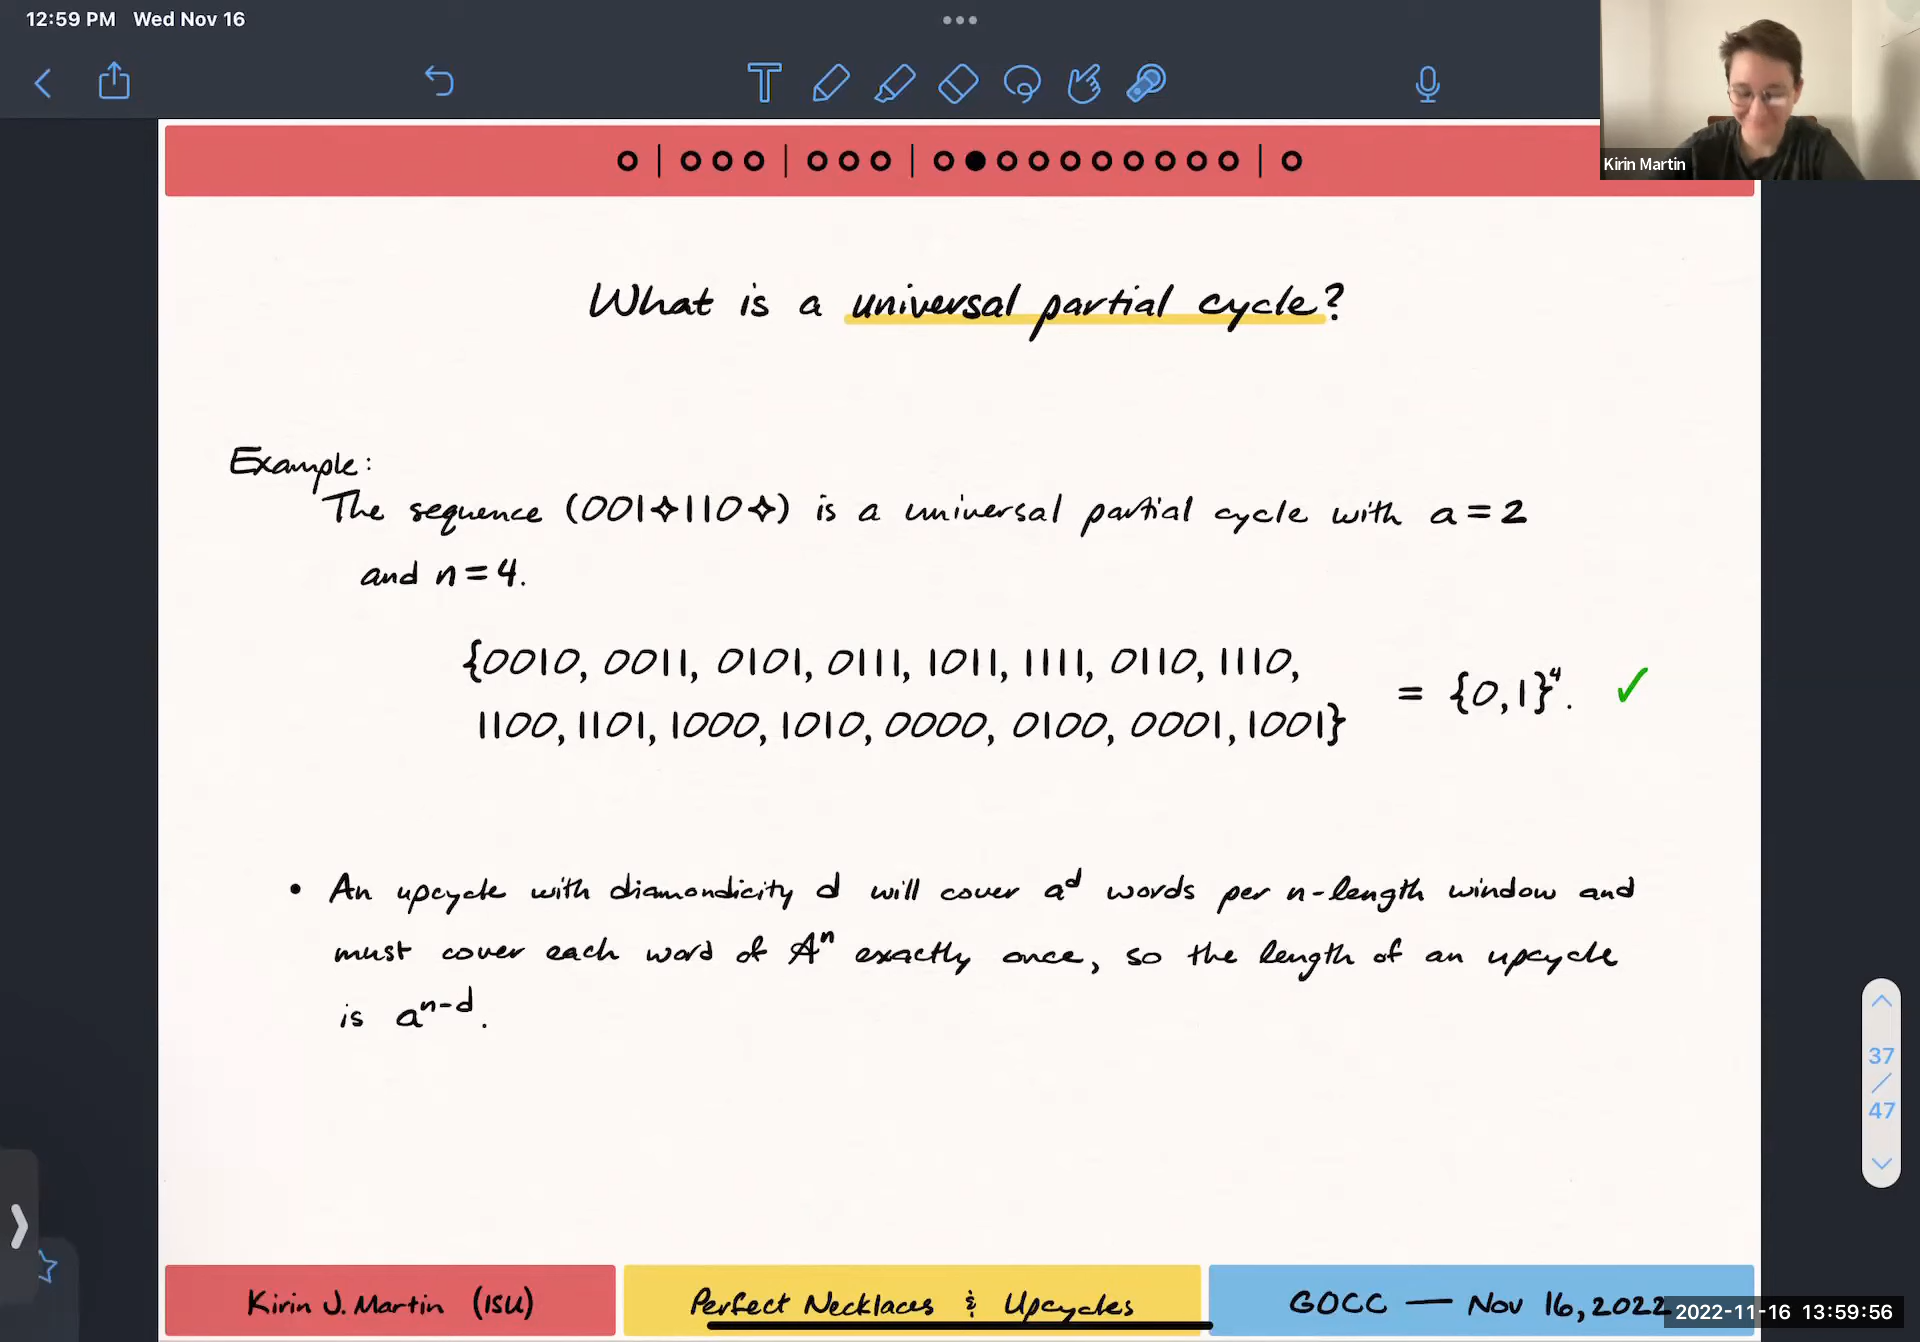 12:59 PM Wed Nov 16
Kirin Martin
What is a universal partial cycle?
Example:
The sequence (001✧110✧) is a universal partial cycle with a=2
and n=4.
{0010, 0011, 0101, 0111, 1011, 1111, 0110, 1110,
1100, 1101, 1000, 1010, 0000, 0100, 0001, 1001}
= {0,1}⁴. ✓
• An upcycle with diamondicity d will cover aᵈ words per n-length window and
must cover each word of Aⁿ exactly once, so the length of an upcycle
is aⁿ⁻ᵈ.
37
/
47
Kirin J. Martin (ISU)
Perfect Necklaces & Upcycles
GOCC — Nov 16, 2022
2022-11-16 13:59:56